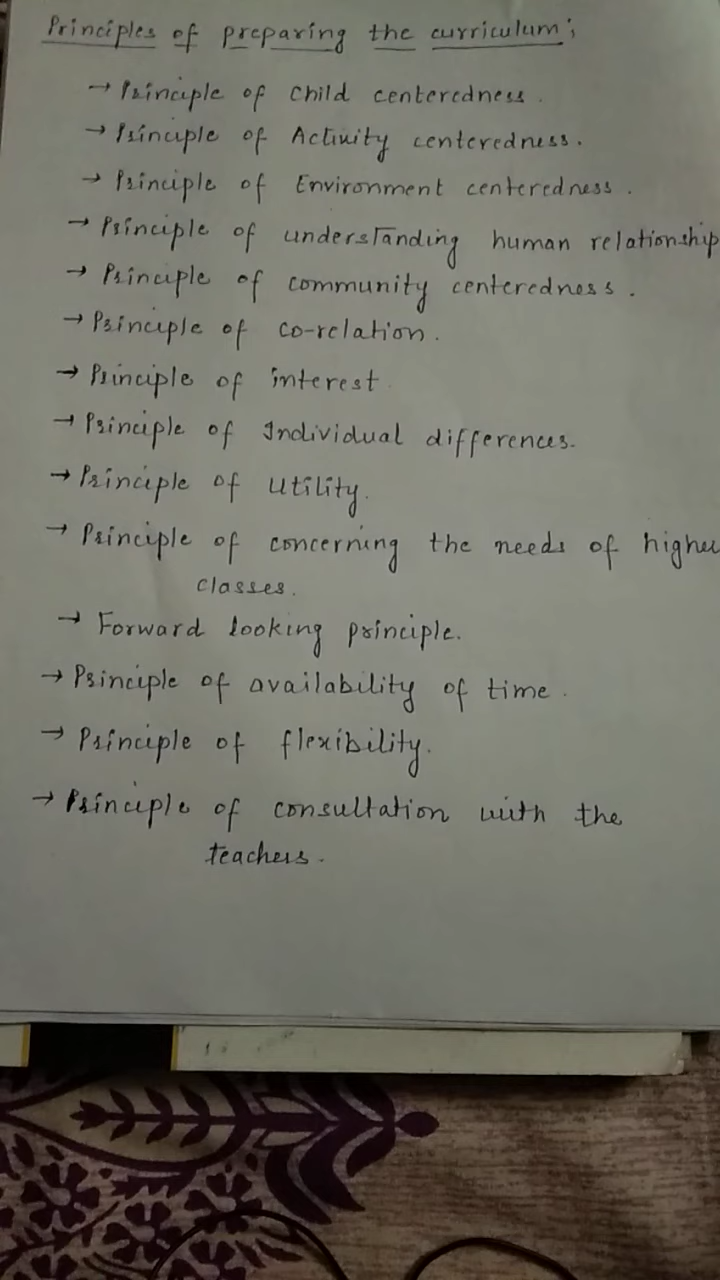 Principles of preparing the curriculum;
→ Principle of child centeredness.
→ Principle of Activity centeredness.
→ Principle of Environment centeredness.
→ Principle of understanding human relationship
→ Principle of community centeredness.
→ Principle of co-relation.
→ Principle of interest
→ Principle of Individual differences.
→ Principle of utility.
→ Principle of concerning the needs of higher
classes.
→ Forward looking principle.
→ Principle of availability of time.
→ Principle of flexibility.
→ Principle of consultation with the
teachers.